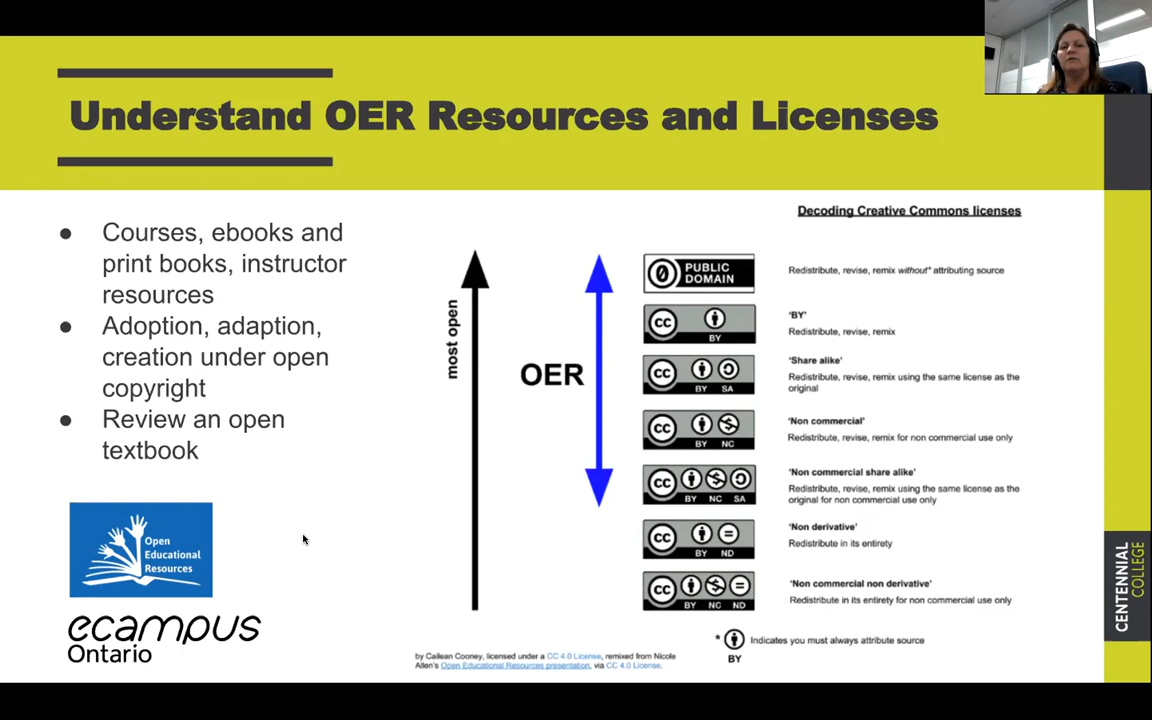 Understand OER Resources and Licenses
● Courses, ebooks and
print books, instructor
resources
● Adoption, adaption,
creation under open
copyright
● Review an open
textbook
Open
Educational
Resources
ecampus
Ontario
most open
OER
Decoding Creative Commons licenses
PUBLIC
DOMAIN
Redistribute, revise, remix without* attributing source
cc
BY
'BY'
Redistribute, revise, remix
cc
BY SA
'Share alike'
Redistribute, revise, remix using the same license as the
original
cc
BY NC
'Non commercial'
Redistribute, revise, remix for non commercial use only
cc
BY NC SA
'Non commercial share alike'
Redistribute, revise, remix using the same license as the
original for non commercial use only
cc
BY ND
'Non derivative'
Redistribute in its entirety
cc
BY NC ND
'Non commercial non derivative'
Redistribute in its entirety for non commercial use only
* Indicates you must always attribute source
BY
by Cailean Cooney, licensed under a CC 4.0 License, remixed from Nicole
Allen's Open Educational Resources presentation, via CC 4.0 License.
CENTENNIAL
COLLEGE